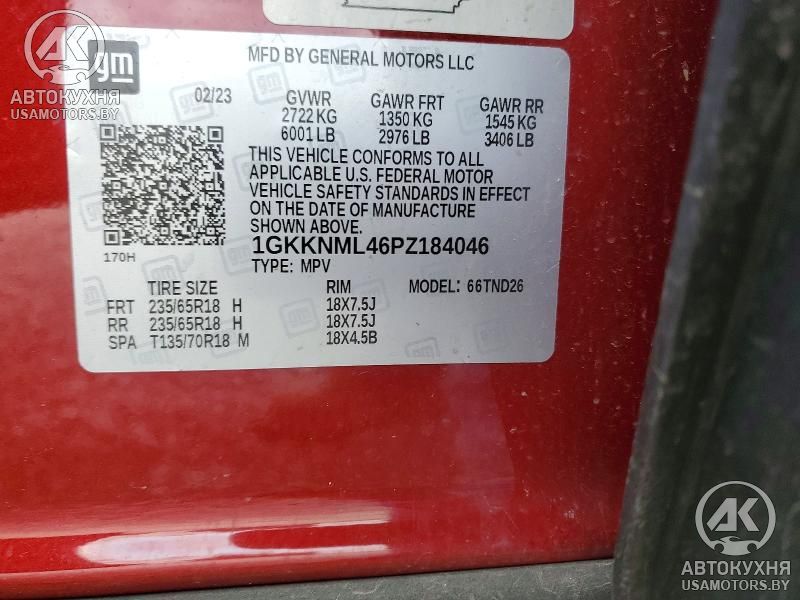 AK
gm
АВТОКУХНЯ
USAMOTORS.BY
MFD BY GENERAL MOTORS LLC
02/23 GVWR GAWR FRT GAWR RR
2722 KG 1350 KG 1545 KG
6001 LB 2976 LB 3406 LB
THIS VEHICLE CONFORMS TO ALL
APPLICABLE U.S. FEDERAL MOTOR
VEHICLE SAFETY STANDARDS IN EFFECT
ON THE DATE OF MANUFACTURE
SHOWN ABOVE.
170H
1GKKNML46PZ184046
TYPE: MPV MODEL: 66TND26
TIRE SIZE RIM
FRT 235/65R18 H 18X7.5J
RR 235/65R18 H 18X7.5J
SPA T135/70R18 M 18X4.5B
AK
АВТОКУХНЯ
USAMOTORS.BY